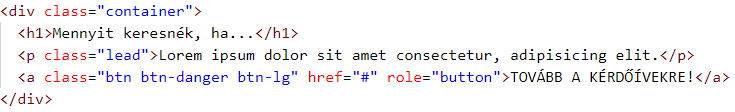 <div class="container">
<h1>Mennyit keresnék, ha...</h1>
<p class="lead">Lorem ipsum dolor sit amet consectetur, adipisicing elit.</p>
<a class="btn btn-danger btn-lg" href="#" role="button">TOVÁBB A KÉRDŐÍVEKRE!</a>
</div>